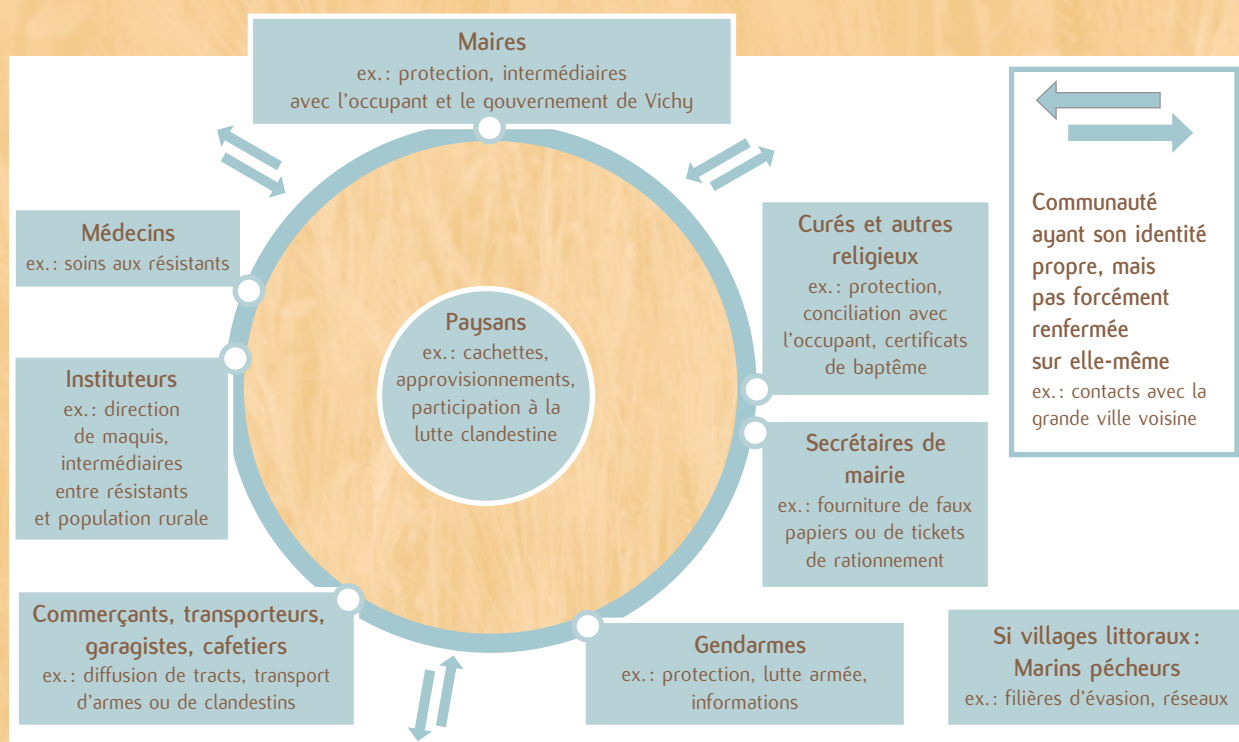 Maires
ex. : protection, intermédiaires
avec l’occupant et le gouvernement de Vichy
Médecins
ex. : soins aux résistants
Instituteurs
ex. : direction
de maquis,
intermédiaires
entre résistants
et population rurale
Commerçants, transporteurs,
garagistes, cafetiers
ex. : diffusion de tracts, transport
d’armes ou de clandestins
Paysans
ex. : cachettes,
approvisionnements,
participation à la
lutte clandestine
Curés et autres
religieux
ex. : protection,
conciliation avec
l’occupant, certificats
de baptême
Secrétaires de
mairie
ex. : fourniture de faux
papiers ou de tickets
de rationnement
Gendarmes
ex. : protection, lutte armée,
informations
Communauté
ayant son identité
propre, mais
pas forcément
renfermée
sur elle-même
ex. : contacts avec la
grande ville voisine
Si villages littoraux :
Marins pécheurs
ex. : filières d’évasion, réseaux